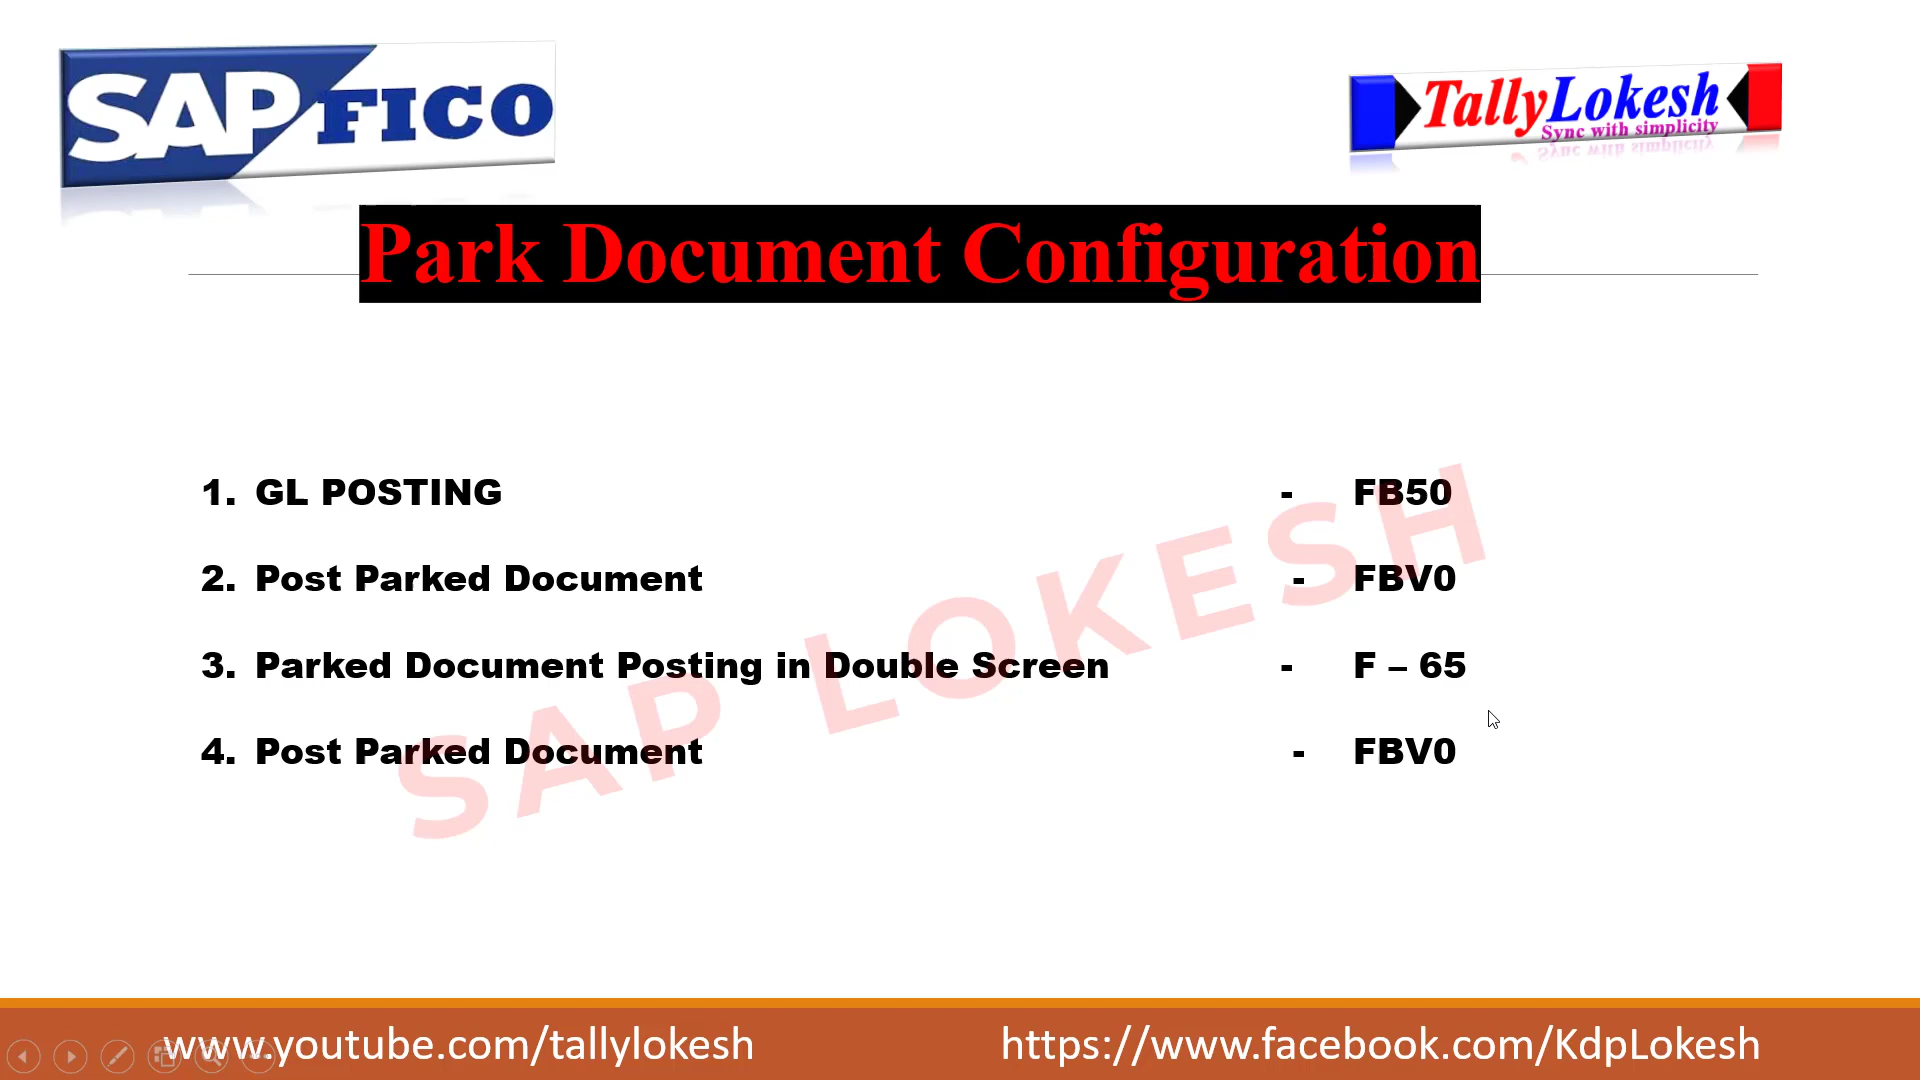 SAP FICO
TallyLokesh
Sync with simplicity
Park Document Configuration
1. GL POSTING - FB50
2. Post Parked Document - FBV0
3. Parked Document Posting in Double Screen - F – 65
4. Post Parked Document - FBV0
SAP LOKESH
www.youtube.com/tallylokesh https://www.facebook.com/KdpLokesh